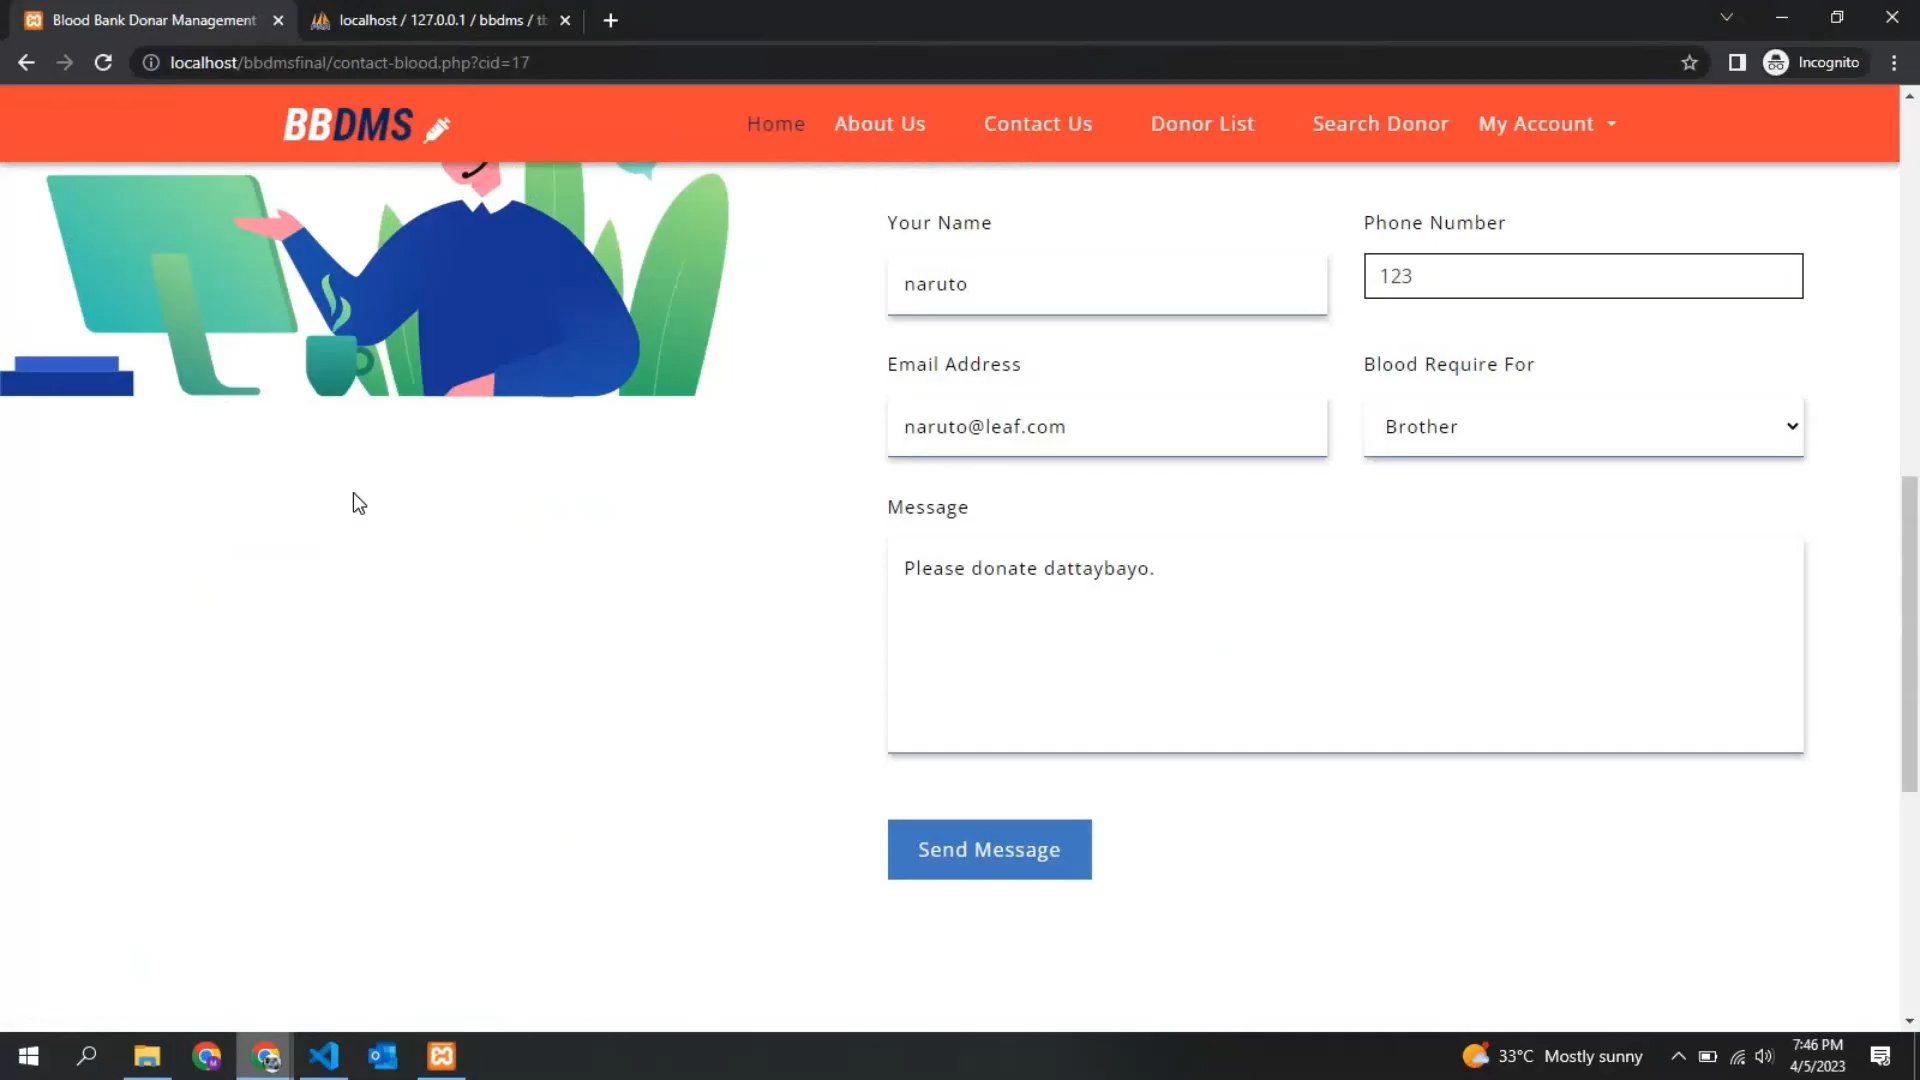 Blood Bank Donar Management
localhost / 127.0.0.1 / bbdms / tb
localhost/bbdmsfinal/contact-blood.php?cid=17
Incognito
BBDMS
Home
About Us
Contact Us
Donor List
Search Donor
My Account
Your Name
Phone Number
naruto
123
Email Address
Blood Require For
naruto@leaf.com
Brother
Message
Please donate dattaybayo.
Send Message
33°C Mostly sunny
7:46 PM
4/5/2023